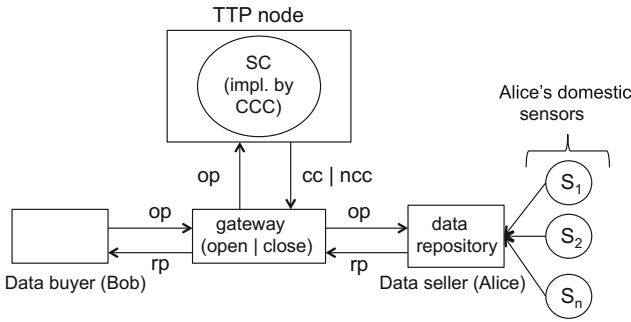 TTP node
SC
(impl. by
CCC)
Alice's domestic
sensors
op
cc | ncc
S1
op
gateway
(open | close)
op
data
repository
S2
rp
rp
Data buyer (Bob)
Data seller (Alice)
Sn